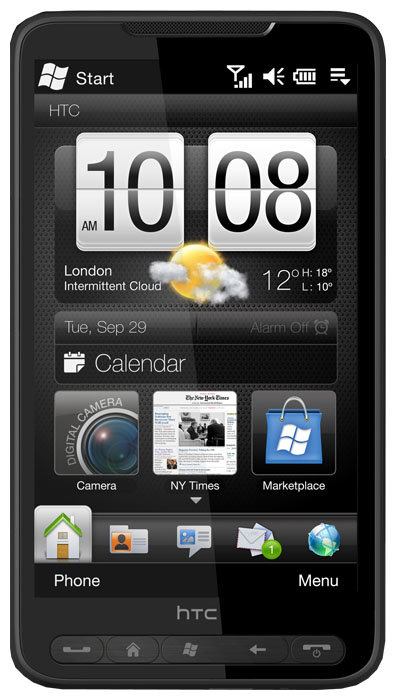 Start
HTC
AM 10 08
London
Intermittent Cloud
12° H: 18°
L: 10°
Tue, Sep 29 Alarm Off
Calendar
DIGITAL CAMERA
The New York Times
Camera NY Times Marketplace
1
Phone Menu
hTC